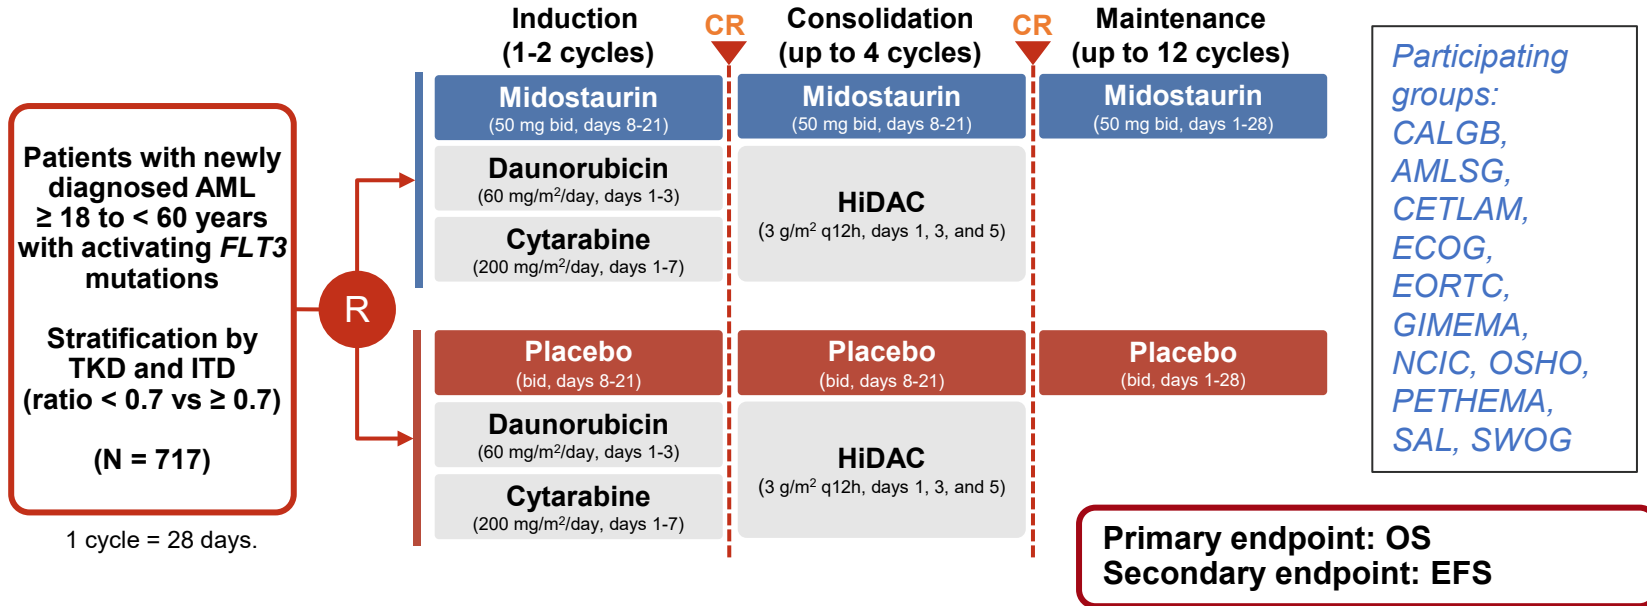 Induction
(1-2 cycles)
CR
Consolidation
(up to 4 cycles)
CR
Maintenance
(up to 12 cycles)
Patients with newly
diagnosed AML
≥ 18 to < 60 years
with activating FLT3
mutations
Stratification by
TKD and ITD
(ratio < 0.7 vs ≥ 0.7)
(N = 717)
1 cycle = 28 days.
R
Midostaurin
(50 mg bid, days 8-21)
Daunorubicin
(60 mg/m²/day, days 1-3)
Cytarabine
(200 mg/m²/day, days 1-7)
Midostaurin
(50 mg bid, days 8-21)
HiDAC
(3 g/m² q12h, days 1, 3, and 5)
Midostaurin
(50 mg bid, days 1-28)
Placebo
(bid, days 8-21)
Daunorubicin
(60 mg/m²/day, days 1-3)
Cytarabine
(200 mg/m²/day, days 1-7)
Placebo
(bid, days 8-21)
HiDAC
(3 g/m² q12h, days 1, 3, and 5)
Placebo
(bid, days 1-28)
Participating
groups:
CALGB,
AMLSG,
CETLAM,
ECOG,
EORTC,
GIMEMA,
NCIC, OSHO,
PETHEMA,
SAL, SWOG
Primary endpoint: OS
Secondary endpoint: EFS